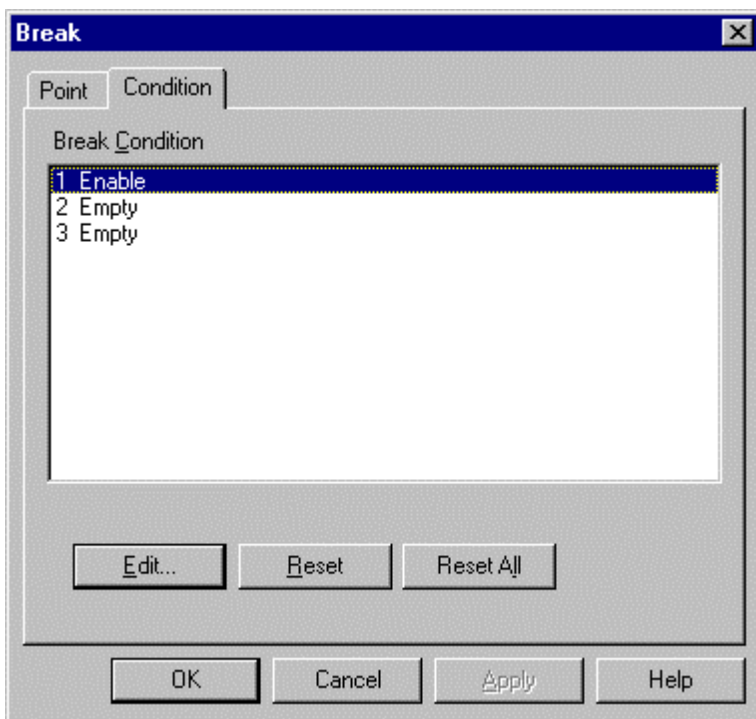 Break
Point Condition
Break Condition
1 Enable
2 Empty
3 Empty
Edit... Reset Reset All
OK Cancel Apply Help